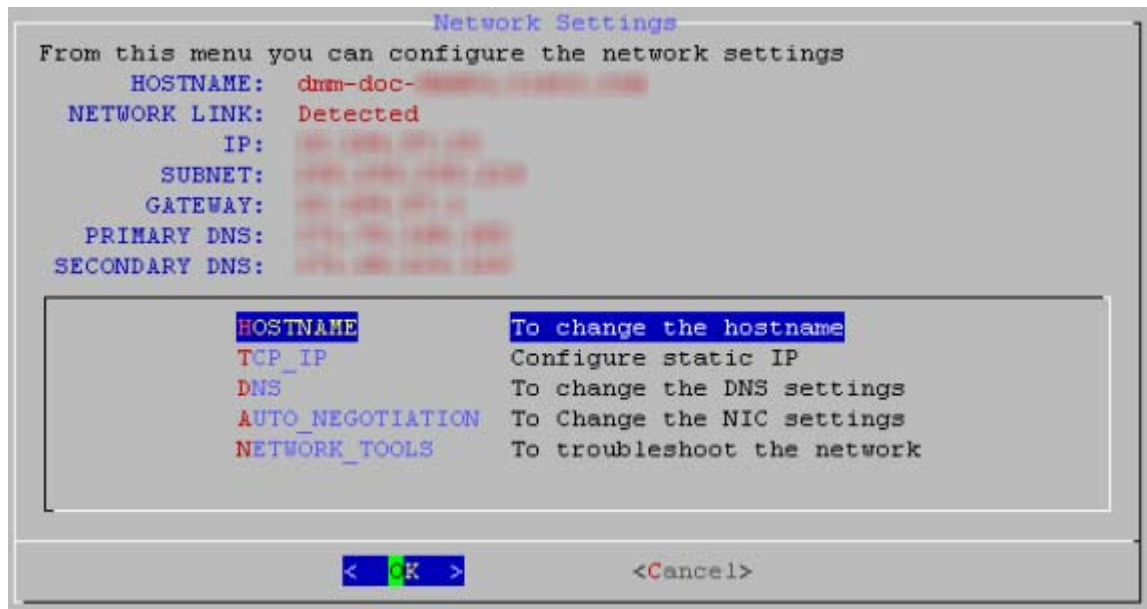 Network Settings
From this menu you can configure the network settings
HOSTNAME: dmm-doc-
NETWORK LINK: Detected
IP:
SUBNET:
GATEWAY:
PRIMARY DNS:
SECONDARY DNS:
HOSTNAME To change the hostname
TCP_IP Configure static IP
DNS To change the DNS settings
AUTO_NEGOTIATION To Change the NIC settings
NETWORK_TOOLS To troubleshoot the network
< OK > <Cancel>